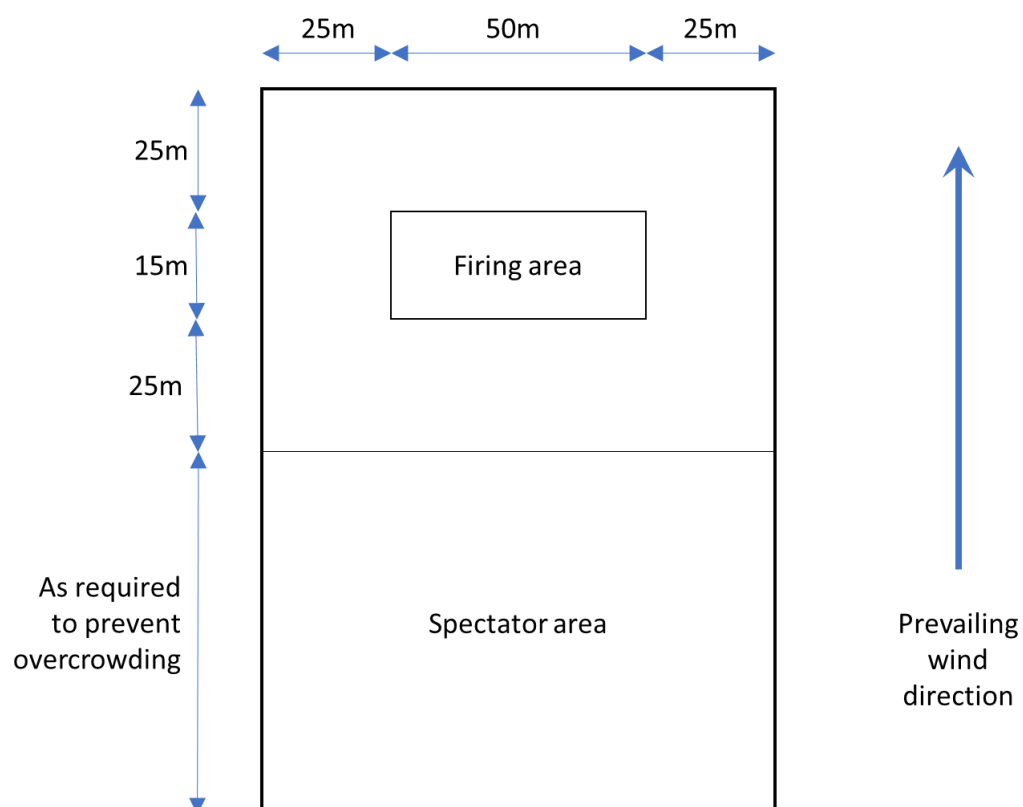 25m
50m
25m
25m
15m
Firing area
25m
As required
to prevent
overcrowding
Spectator area
Prevailing
wind
direction